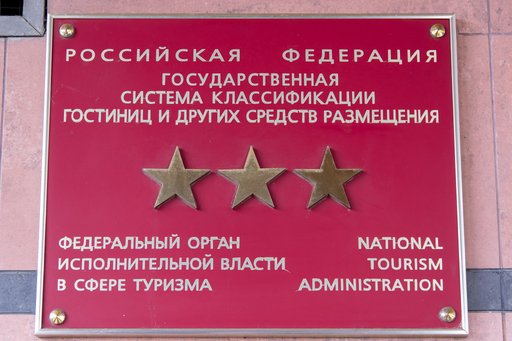 РОССИЙСКАЯ ФЕДЕРАЦИЯ
ГОСУДАРСТВЕННАЯ
СИСТЕМА КЛАССИФИКАЦИИ
ГОСТИНИЦ И ДРУГИХ СРЕДСТВ РАЗМЕЩЕНИЯ
ФЕДЕРАЛЬНЫЙ ОРГАН
ИСПОЛНИТЕЛЬНОЙ ВЛАСТИ
В СФЕРЕ ТУРИЗМА
NATIONAL
TOURISM
ADMINISTRATION